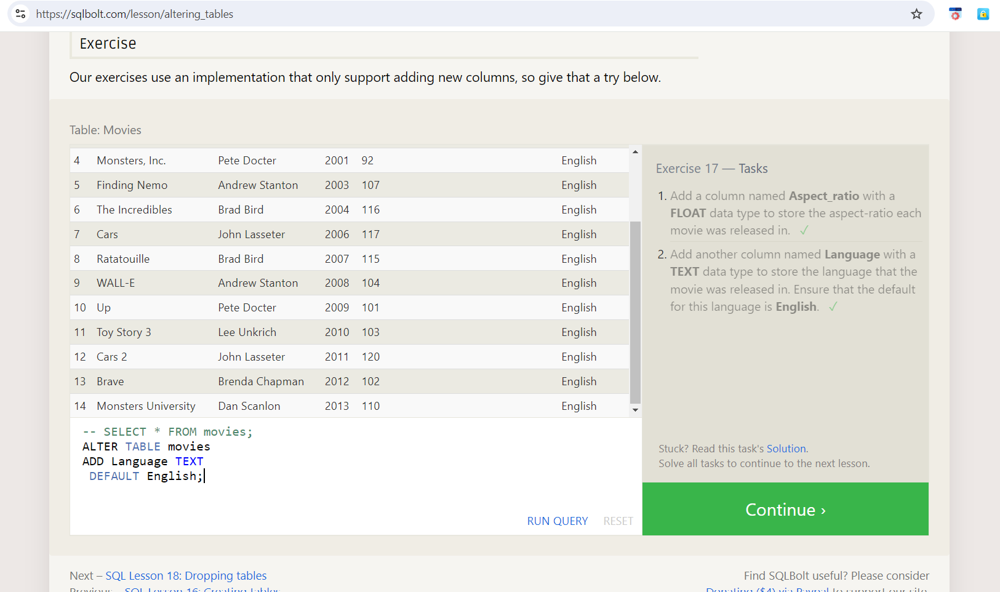 https://sqlbolt.com/lesson/altering_tables
Exercise
Our exercises use an implementation that only support adding new columns, so give that a try below.
Table: Movies
4 Monsters, Inc. Pete Docter 2001 92 English
5 Finding Nemo Andrew Stanton 2003 107 English
6 The Incredibles Brad Bird 2004 116 English
7 Cars John Lasseter 2006 117 English
8 Ratatouille Brad Bird 2007 115 English
9 WALL-E Andrew Stanton 2008 104 English
10 Up Pete Docter 2009 101 English
11 Toy Story 3 Lee Unkrich 2010 103 English
12 Cars 2 John Lasseter 2011 120 English
13 Brave Brenda Chapman 2012 102 English
14 Monsters University Dan Scanlon 2013 110 English
-- SELECT * FROM movies;
ALTER TABLE movies
ADD Language TEXT
DEFAULT English;
RUN QUERY RESET
Exercise 17 — Tasks
1. Add a column named Aspect_ratio with a
FLOAT data type to store the aspect-ratio each
movie was released in. ✓
2. Add another column named Language with a
TEXT data type to store the language that the
movie was released in. Ensure that the default
for this language is English. ✓
Stuck? Read this task's Solution.
Solve all tasks to continue to the next lesson.
Continue ›
Next – SQL Lesson 18: Dropping tables
Previous – SQL Lesson 16: Creating tables
Find SQLBolt useful? Please consider
Donating ($4) via Paypal to support our site.